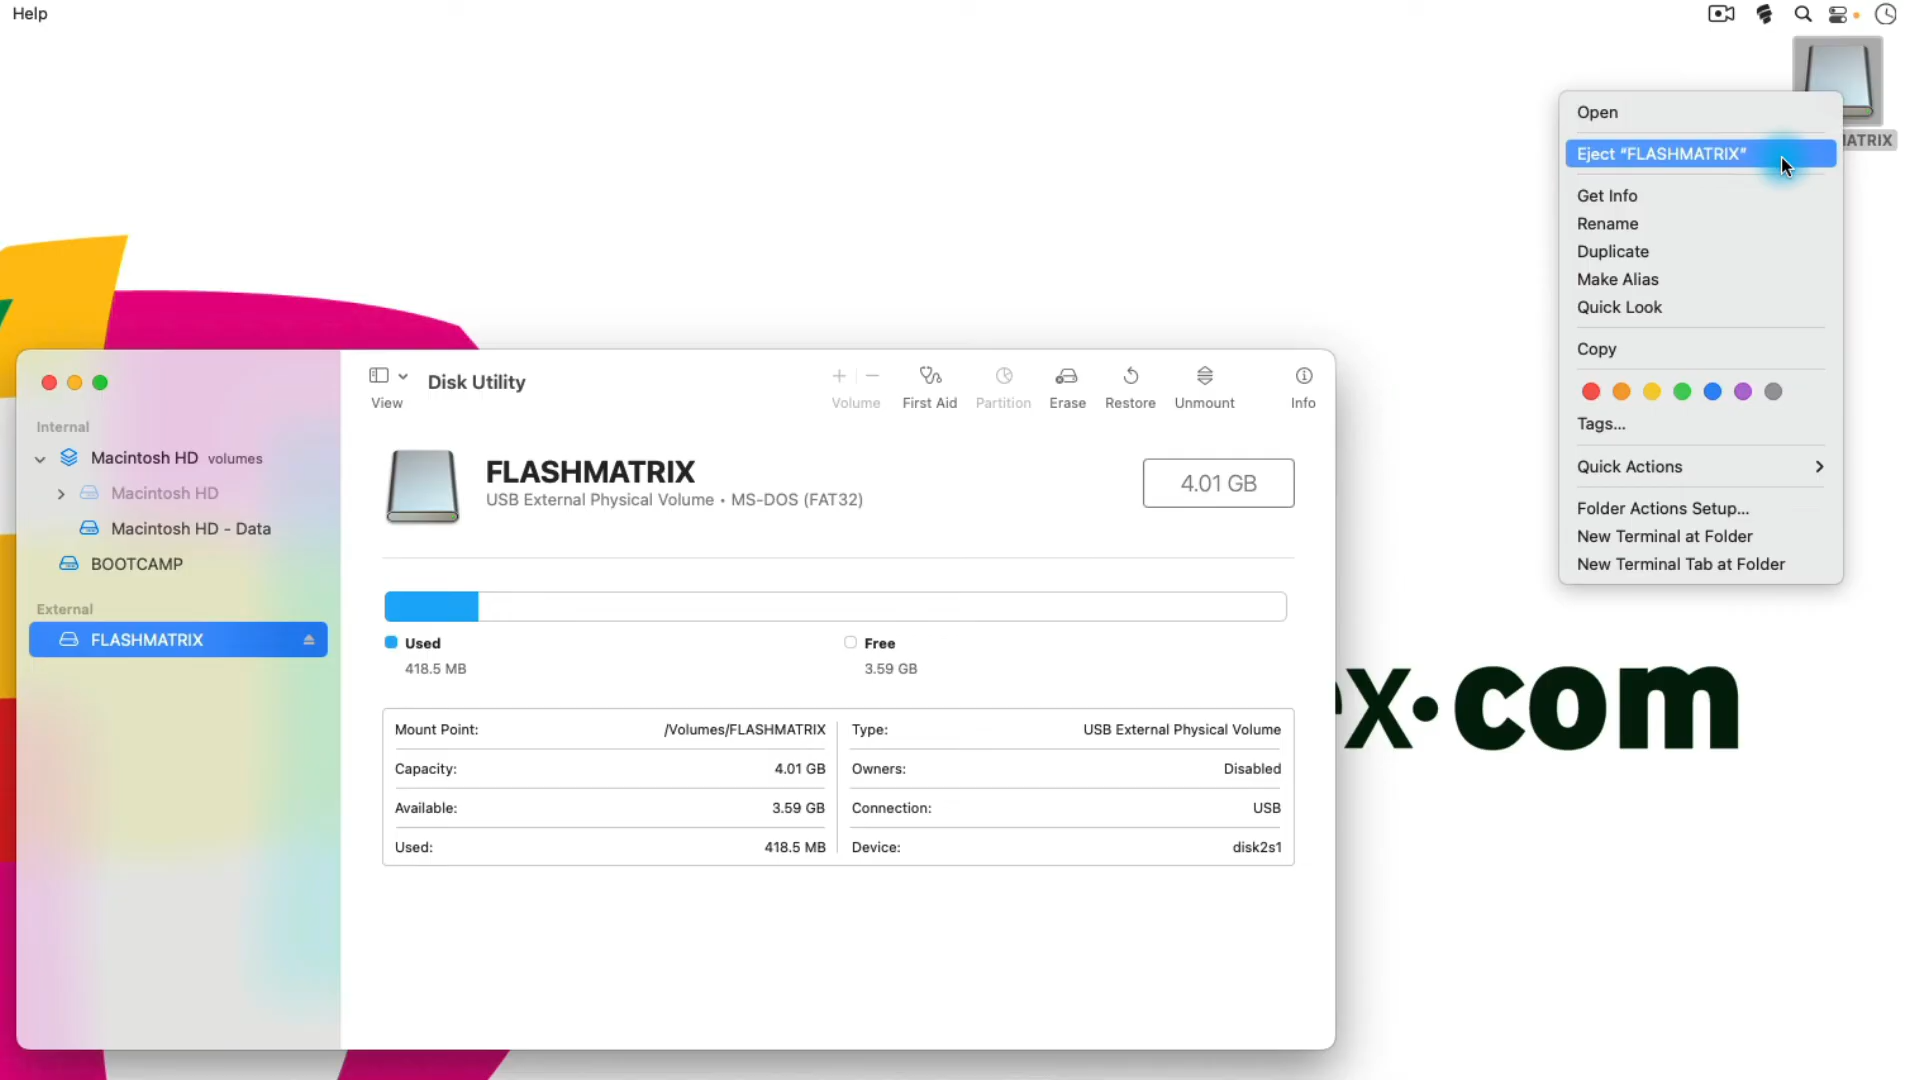 Help
Open
ATRIX
Eject “FLASHMATRIX”
Get Info
Rename
Duplicate
Make Alias
Quick Look
Copy
Tags...
Quick Actions
Folder Actions Setup...
New Terminal at Folder
New Terminal Tab at Folder
Disk Utility
View
Volume
First Aid
Partition
Erase
Restore
Unmount
Info
Internal
Macintosh HD volumes
Macintosh HD
Macintosh HD - Data
BOOTCAMP
External
FLASHMATRIX
FLASHMATRIX
USB External Physical Volume • MS-DOS (FAT32)
4.01 GB
Used
418.5 MB
Free
3.59 GB
Mount Point: /Volumes/FLASHMATRIX
Capacity: 4.01 GB
Available: 3.59 GB
Used: 418.5 MB
Type: USB External Physical Volume
Owners: Disabled
Connection: USB
Device: disk2s1
ex•com